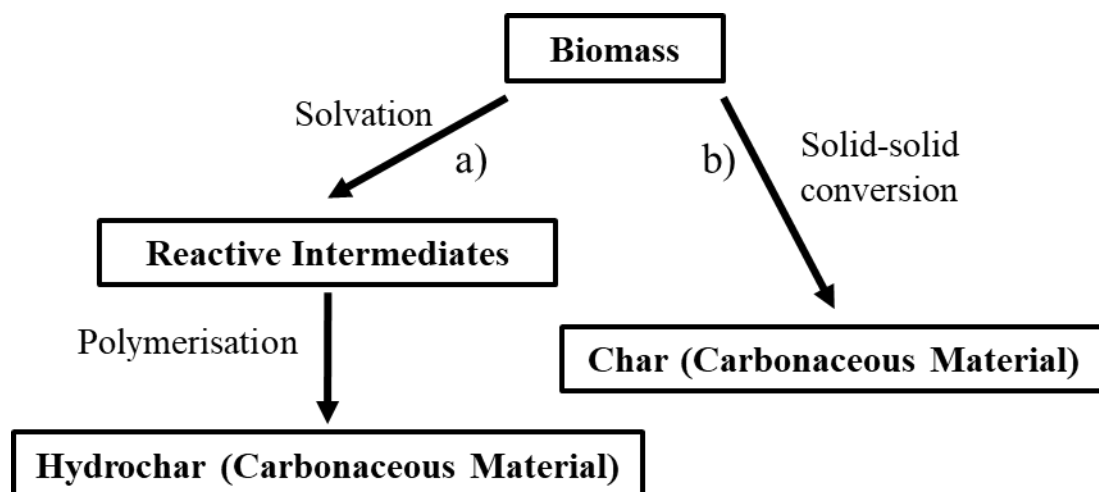 Biomass
Solvation
a)
b)
Solid-solid
conversion
Reactive Intermediates
Polymerisation
Char (Carbonaceous Material)
Hydrochar (Carbonaceous Material)